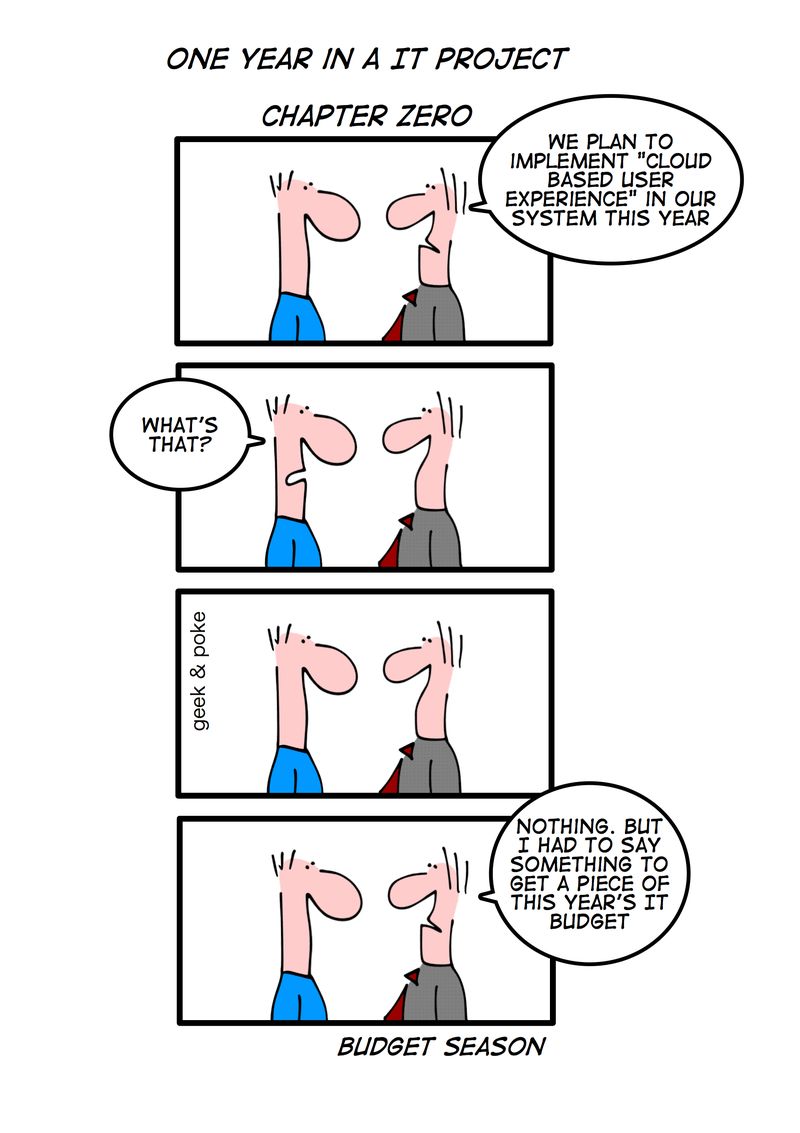 ONE YEAR IN A IT PROJECT
CHAPTER ZERO
WE PLAN TO
IMPLEMENT "CLOUD
BASED USER
EXPERIENCE" IN OUR
SYSTEM THIS YEAR
WHAT'S
THAT?
geek & poke
NOTHING. BUT
I HAD TO SAY
SOMETHING TO
GET A PIECE OF
THIS YEAR'S IT
BUDGET
BUDGET SEASON